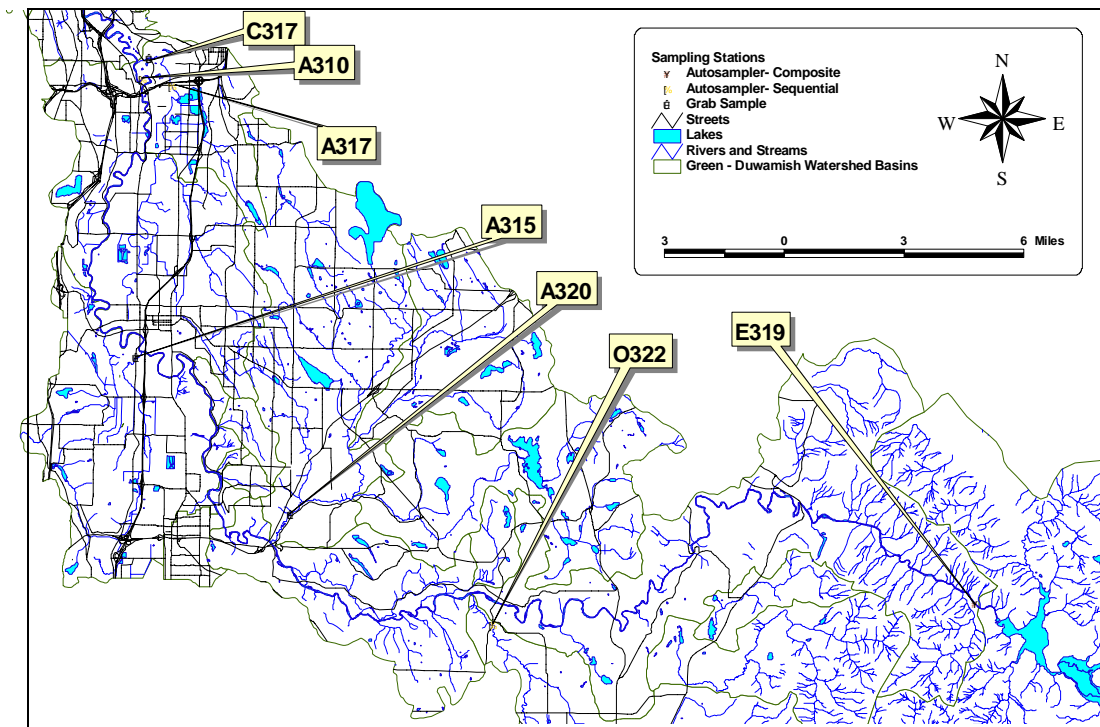 C317
A310
A317
A315
A320
O322
E319
Sampling Stations
Autosampler- Composite
Autosampler- Sequential
Grab Sample
Streets
Lakes
Rivers and Streams
Green - Duwamish Watershed Basins
N
W E
S
3 0 3 6 Miles